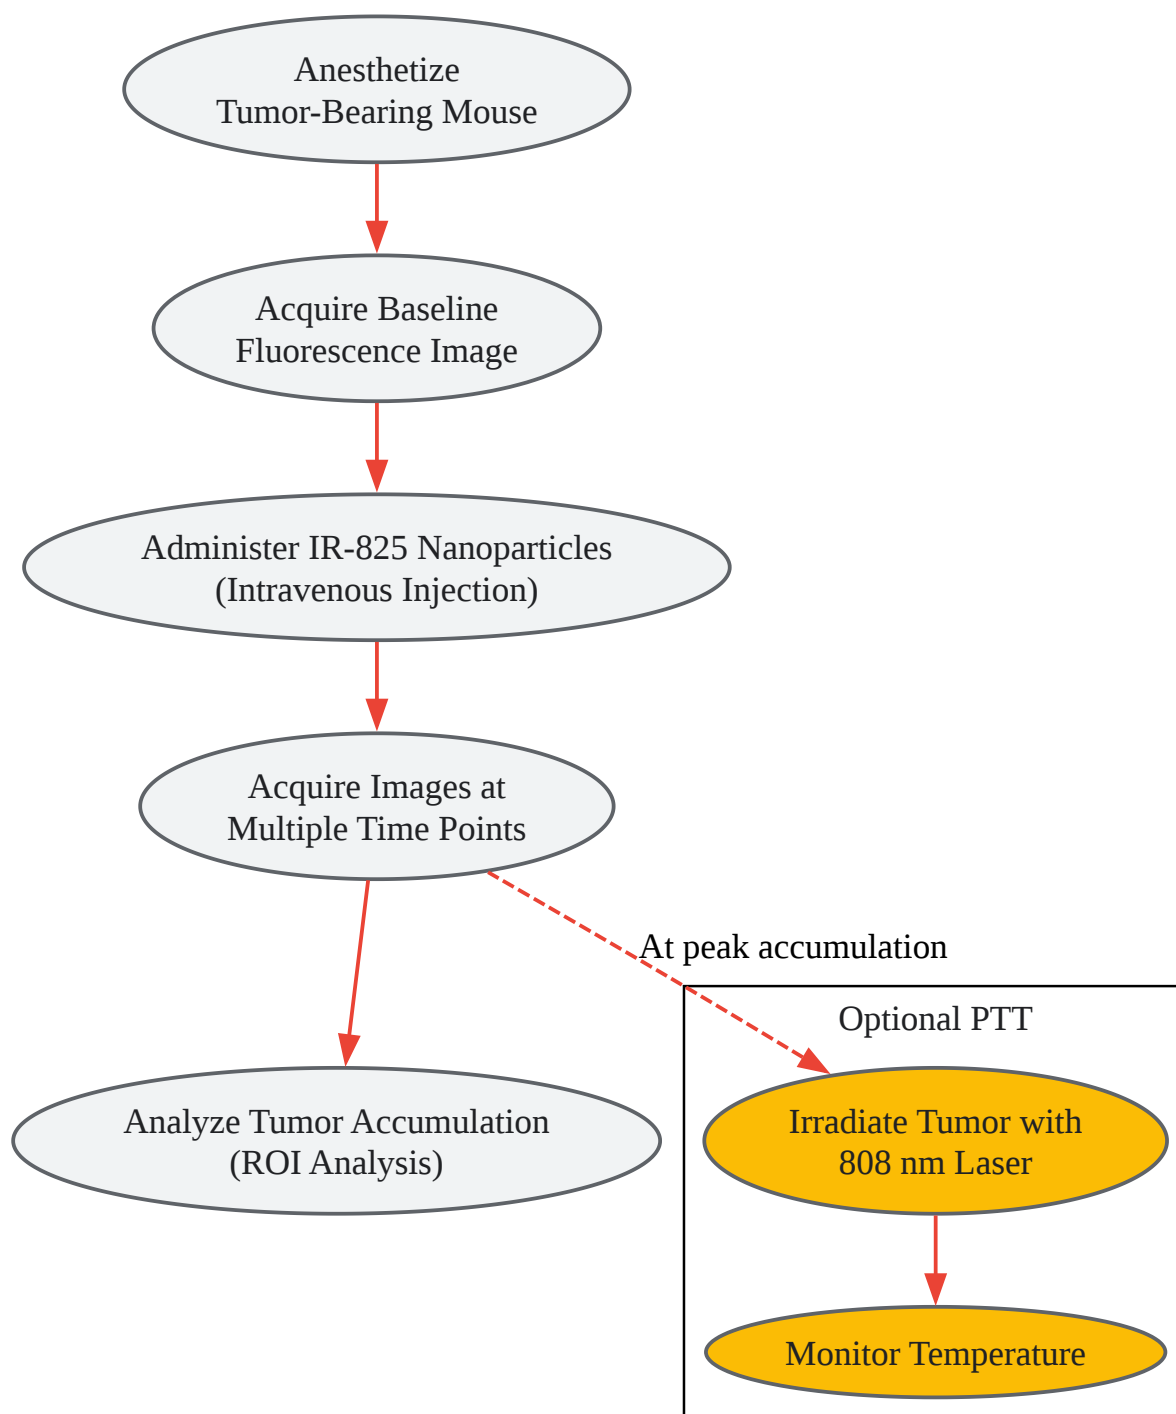 Anesthetize
Tumor-Bearing Mouse
Acquire Baseline
Fluorescence Image
Administer IR-825 Nanoparticles
(Intravenous Injection)
Acquire Images at
Multiple Time Points
At peak accumulation
Optional PTT
Analyze Tumor Accumulation
(ROI Analysis)
Irradiate Tumor with
808 nm Laser
Monitor Temperature